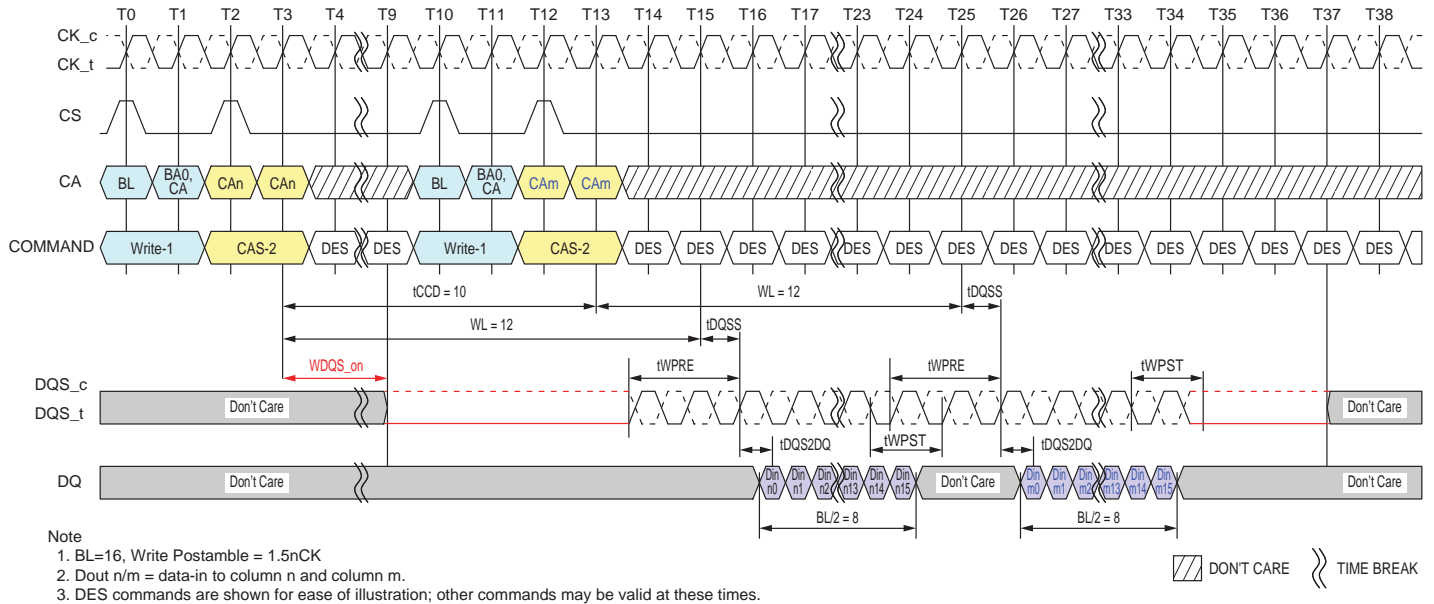 T0 T1 T2 T3 T4 T9 T10 T11 T12 T13 T14 T15 T16 T17 T23 T24 T25 T26 T27 T33 T34 T35 T36 T37 T38
CK_c
CK_t
CS
CA BL BA0, CA CAn CAn BL BA0, CA CAm CAm
COMMAND Write-1 CAS-2 DES DES Write-1 CAS-2 DES DES DES DES DES DES DES DES DES DES DES DES DES DES DES
tCCD = 10 WL = 12 tDQSS
WL = 12 tDQSS
WDQS_on tWPRE tWPRE tWPST
DQS_c
DQS_t Don't Care Don't Care
tDQS2DQ tWPST tDQS2DQ
DQ Don't Care Din n0 Din n1 Din n2 Din n13 Din n14 Din n15 Don't Care Din m0 Din m1 Din m2 Din m13 Din m14 Din m15 Don't Care
BL/2 = 8 BL/2 = 8
Note
1. BL=16, Write Postamble = 1.5nCK
2. Dout n/m = data-in to column n and column m.
3. DES commands are shown for ease of illustration; other commands may be valid at these times.
DON'T CARE TIME BREAK